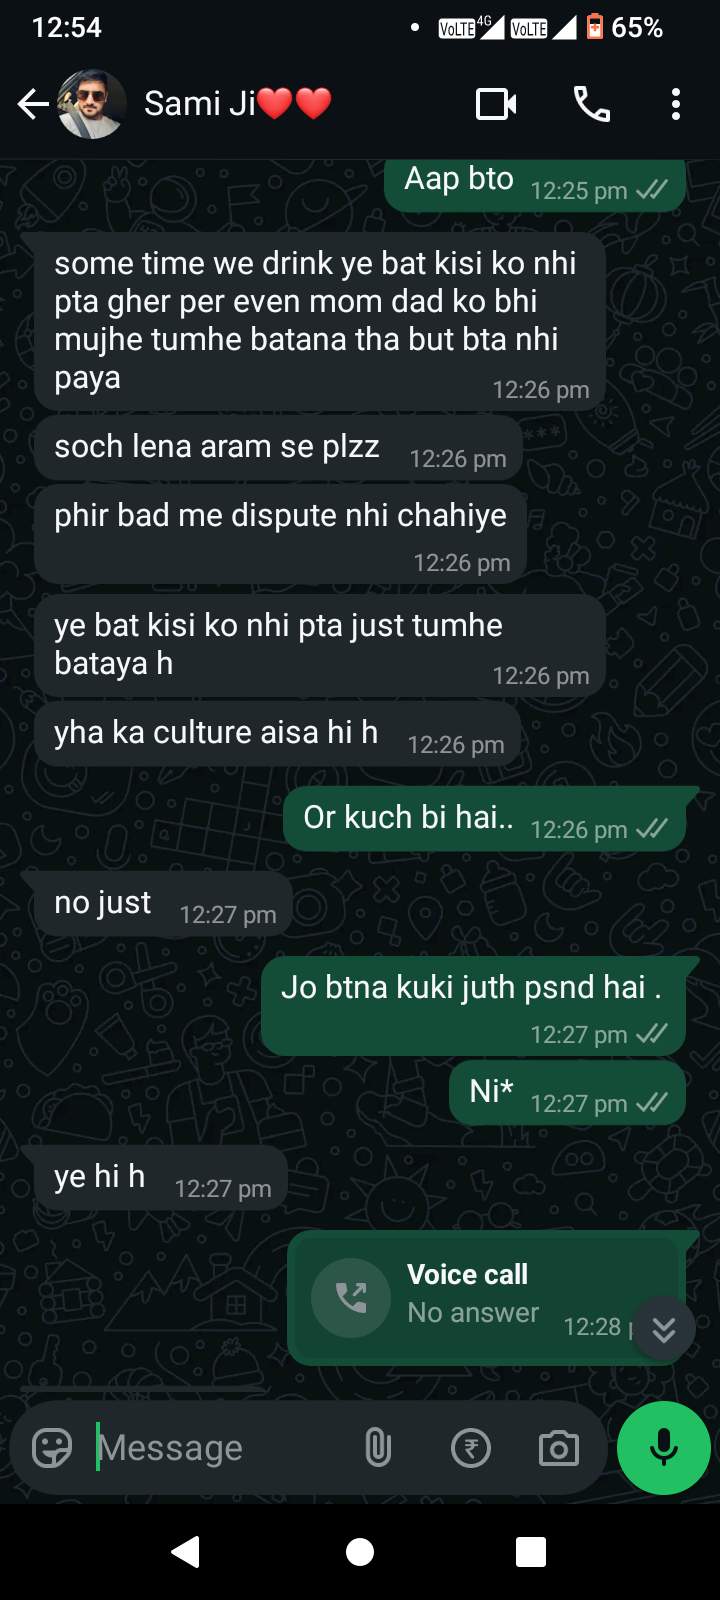 12:54
VoLTE 4G VoLTE 65%
Sami Ji❤️❤️
Aap bto 12:25 pm
some time we drink ye bat kisi ko nhi
pta gher per even mom dad ko bhi
mujhe tumhe batana tha but bta nhi
paya 12:26 pm
soch lena aram se plzz 12:26 pm
phir bad me dispute nhi chahiye
12:26 pm
ye bat kisi ko nhi pta just tumhe
bataya h 12:26 pm
yha ka culture aisa hi h 12:26 pm
Or kuch bi hai.. 12:26 pm
no just 12:27 pm
Jo btna kuki juth psnd hai .
12:27 pm
Ni* 12:27 pm
ye hi h 12:27 pm
Voice call
No answer 12:28
Message